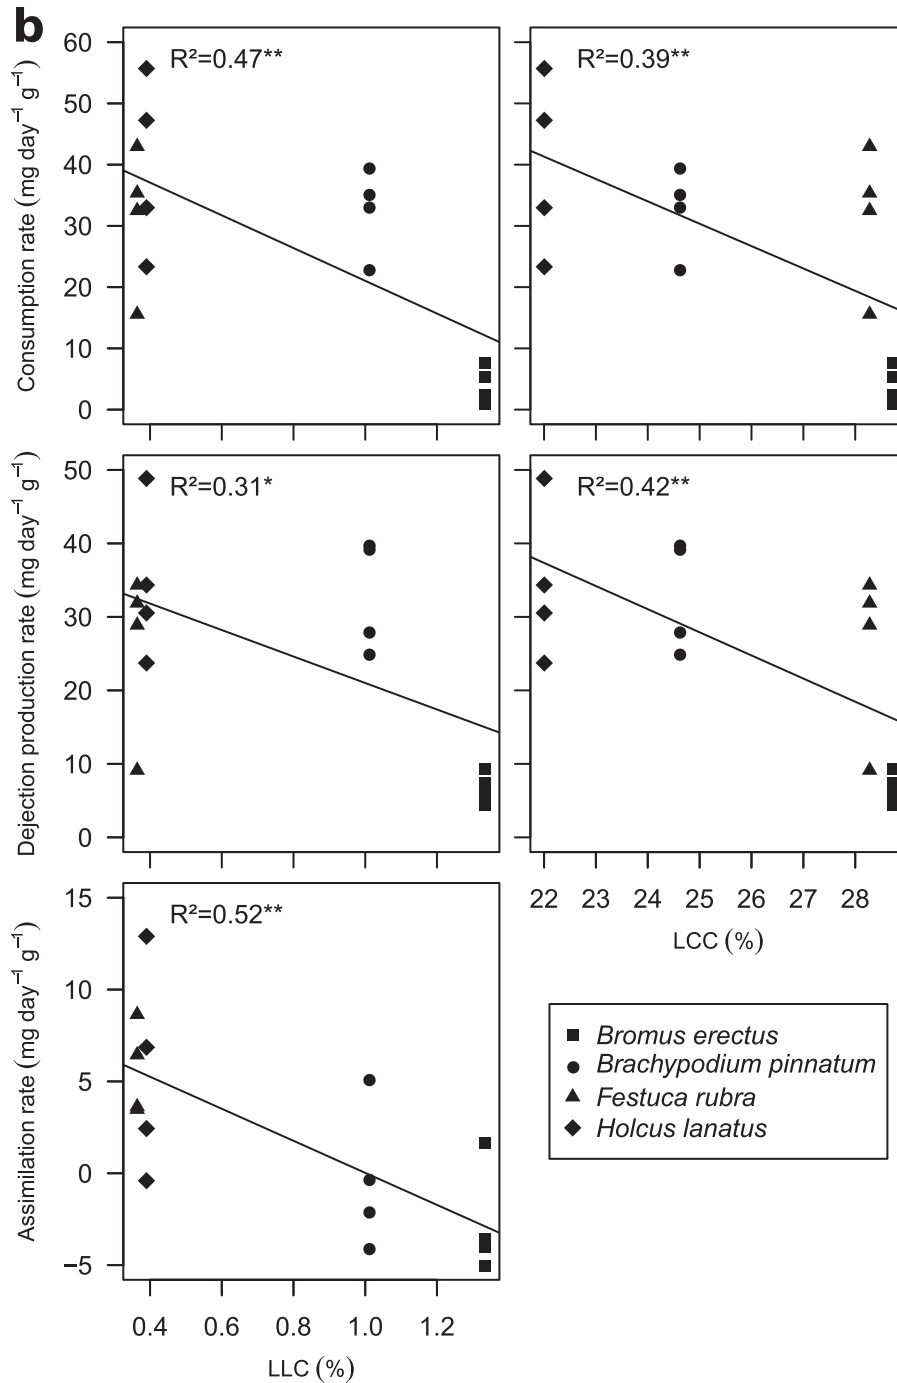 b
Consumption rate (mg day⁻¹ g⁻¹)
60
50
40
30
20
10
0
R²=0.47**
R²=0.39**
Dejection production rate (mg day⁻¹ g⁻¹)
50
40
30
20
10
0
R²=0.31*
R²=0.42**
22 23 24 25 26 27 28
LCC (%)
Assimilation rate (mg day⁻¹ g⁻¹)
15
10
5
0
−5
R²=0.52**
0.4 0.6 0.8 1.0 1.2
LLC (%)
Bromus erectus
Brachypodium pinnatum
Festuca rubra
Holcus lanatus